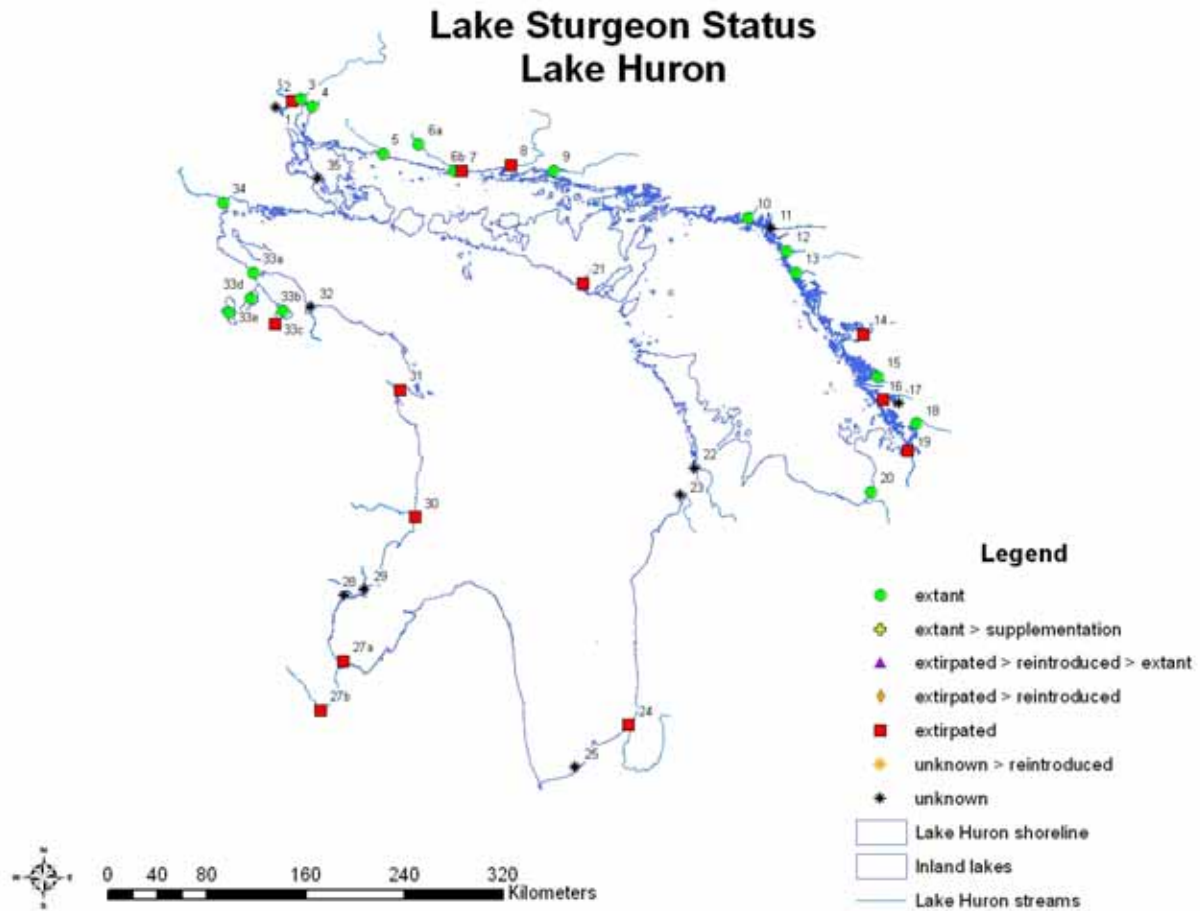 Lake Sturgeon Status
Lake Huron
2
3
4
1
5
6a
6b
7
8
9
35
34
10
11
12
13
33a
33d
33b
33e
33c
32
21
14
15
16
17
18
19
20
31
22
23
30
28
29
27a
27b
24
25
Legend
extant
extant > supplementation
extirpated > reintroduced > extant
extirpated > reintroduced
extirpated
unknown > reintroduced
unknown
Lake Huron shoreline
Inland lakes
Lake Huron streams
N
W
E
S
0 40 80 160 240 320
Kilometers